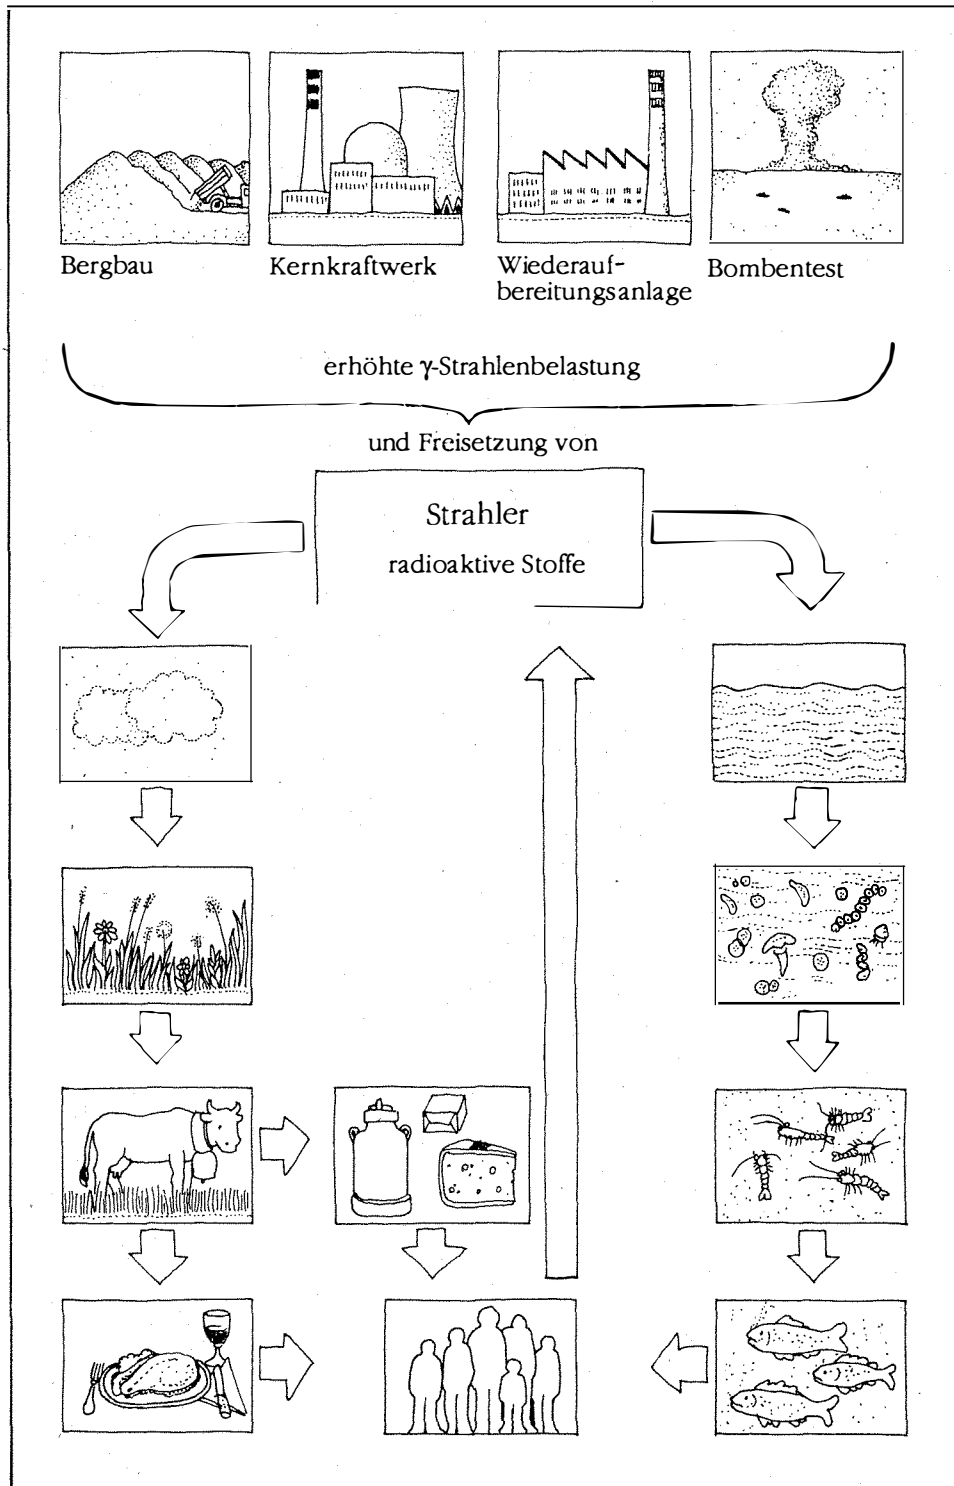 Bergbau
Kernkraftwerk
Wiederauf-
bereitungsanlage
Bombentest
erhöhte γ-Strahlenbelastung
und Freisetzung von
Strahler
radioaktive Stoffe